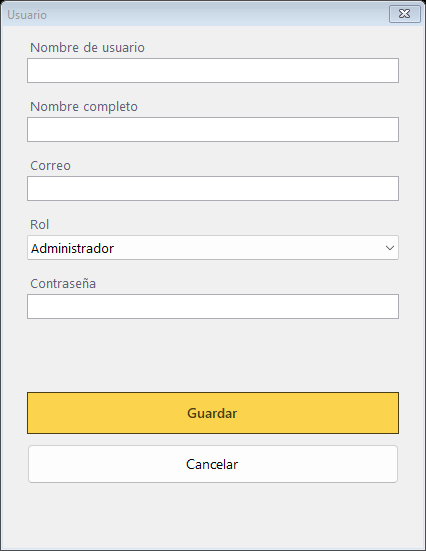 Usuario
Nombre de usuario
Nombre completo
Correo
Rol
Administrador
Contraseña
Guardar
Cancelar